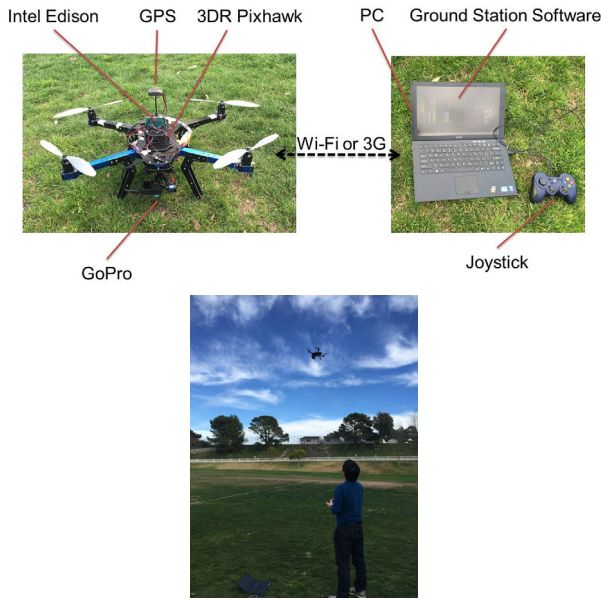 Intel Edison
GPS
3DR Pixhawk
PC
Ground Station Software
Wi-Fi or 3G
GoPro
Joystick